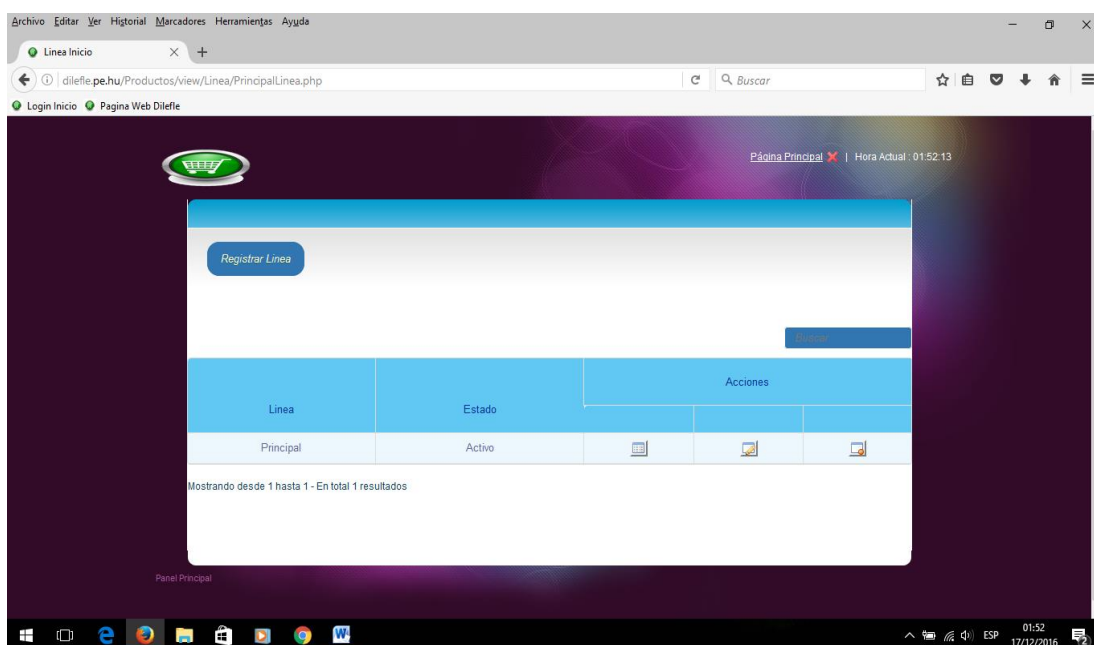 Archivo Editar Ver Historial Marcadores Herramientas Ayuda
Linea Inicio
dilefle.pe.hu/Productos/view/Linea/PrincipalLinea.php
Buscar
Login Inicio Pagina Web Dilefle
Página Principal | Hora Actual : 01:52:13
Registrar Linea
Buscar
Acciones
Linea Estado
Principal Activo
Mostrando desde 1 hasta 1 - En total 1 resultados
Panel Principal
ESP
01:52
17/12/2016